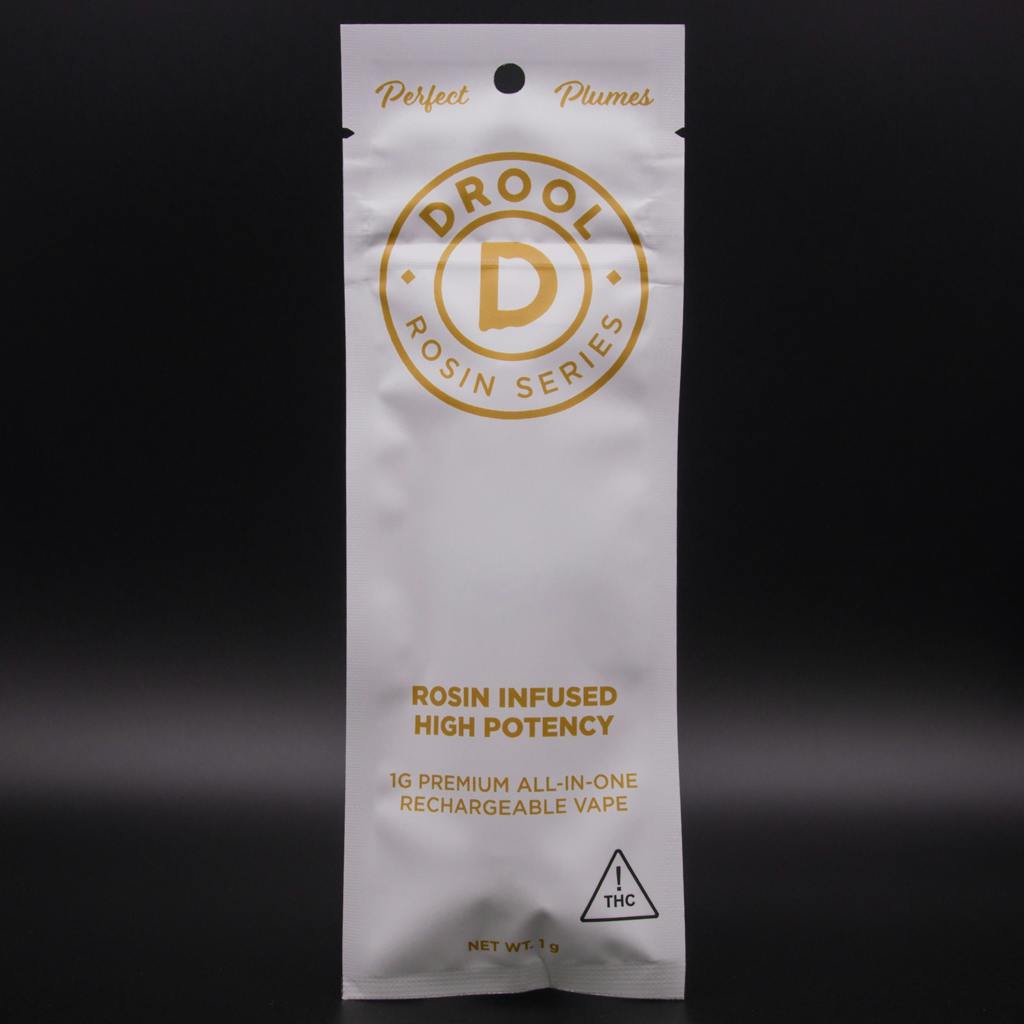 Perfect Plumes
DROOL
D
ROSIN SERIES
ROSIN INFUSED
HIGH POTENCY
1G PREMIUM ALL-IN-ONE
RECHARGEABLE VAPE
!
THC
NET WT. 1 g